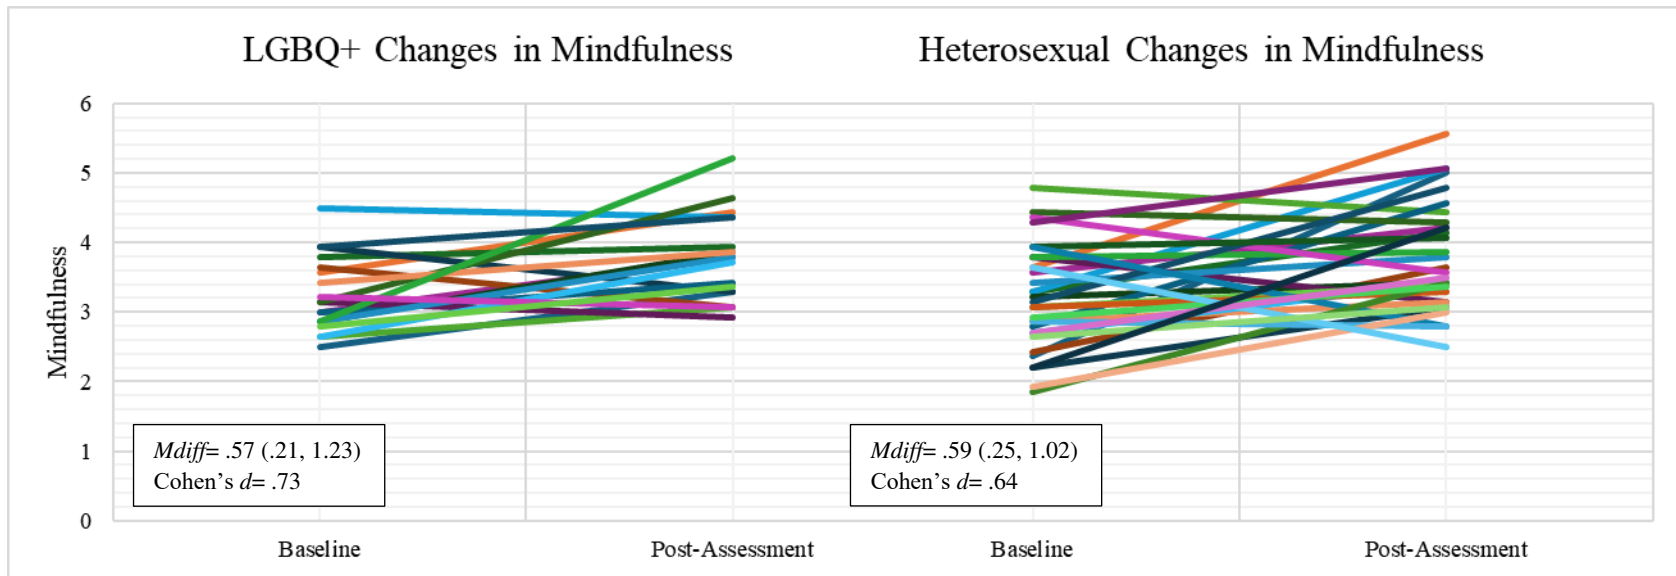 LGBQ+ Changes in Mindfulness
Heterosexual Changes in Mindfulness
Mindfulness
6
5
4
3
2
1
0
Mdiff= .57 (.21, 1.23)
Cohen’s d= .73
Mdiff= .59 (.25, 1.02)
Cohen’s d= .64
Baseline
Post-Assessment
Baseline
Post-Assessment